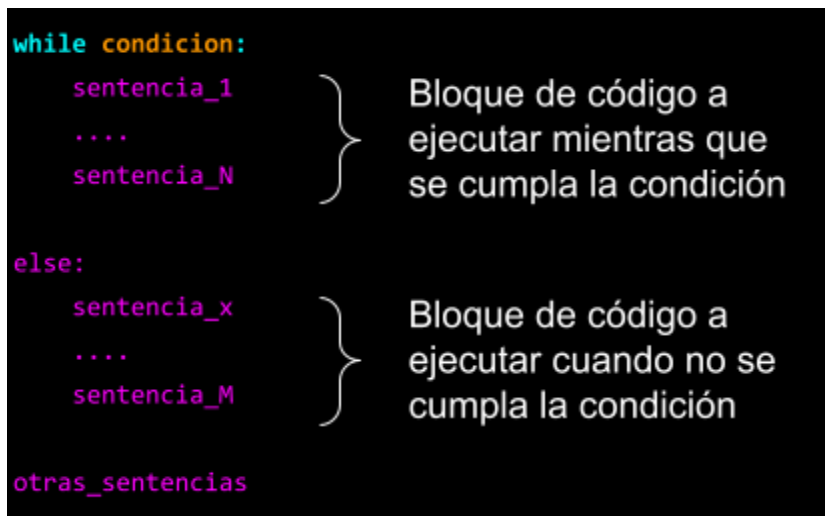 while condicion:
sentencia_1
....
sentencia_N
Bloque de código a
ejecutar mientras que
se cumpla la condición
else:
sentencia_x
....
sentencia_M
Bloque de código a
ejecutar cuando no se
cumpla la condición
otras_sentencias